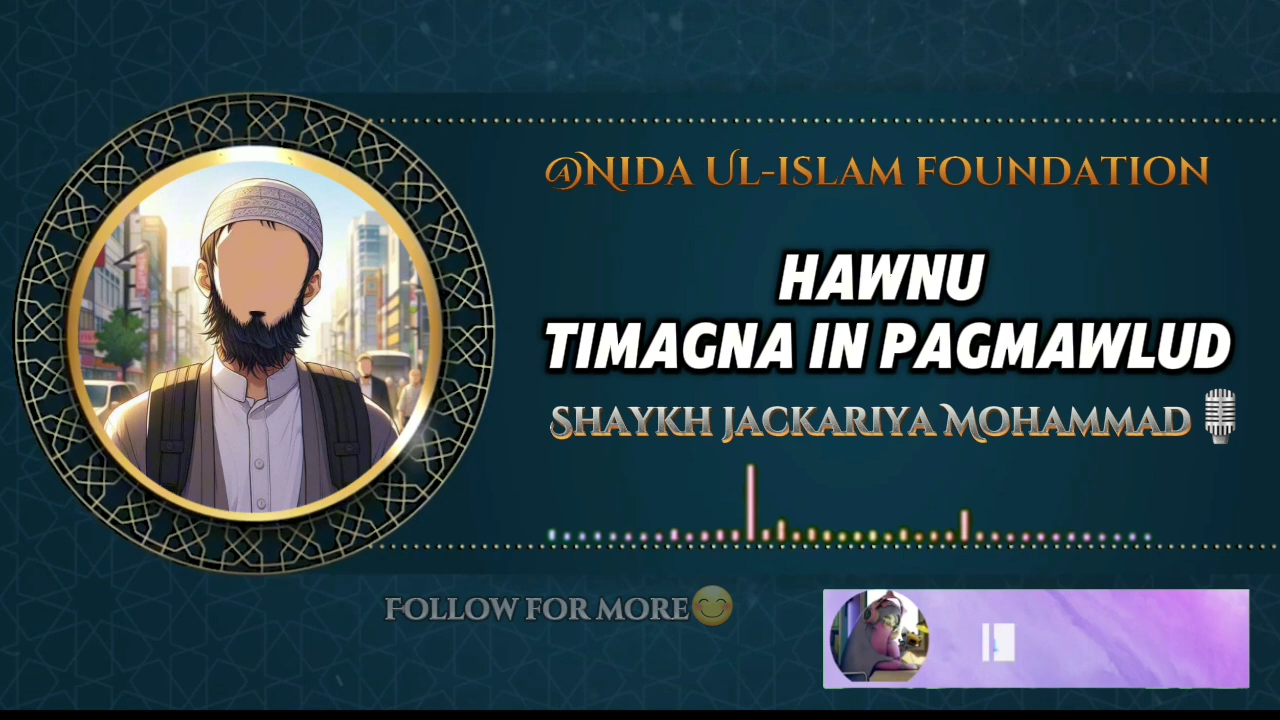 @Nida Ul-Islam Foundation
HAWNU
TIMAGNA IN PAGMAWLUD
Shaykh Jackariya Mohammad
Follow for more